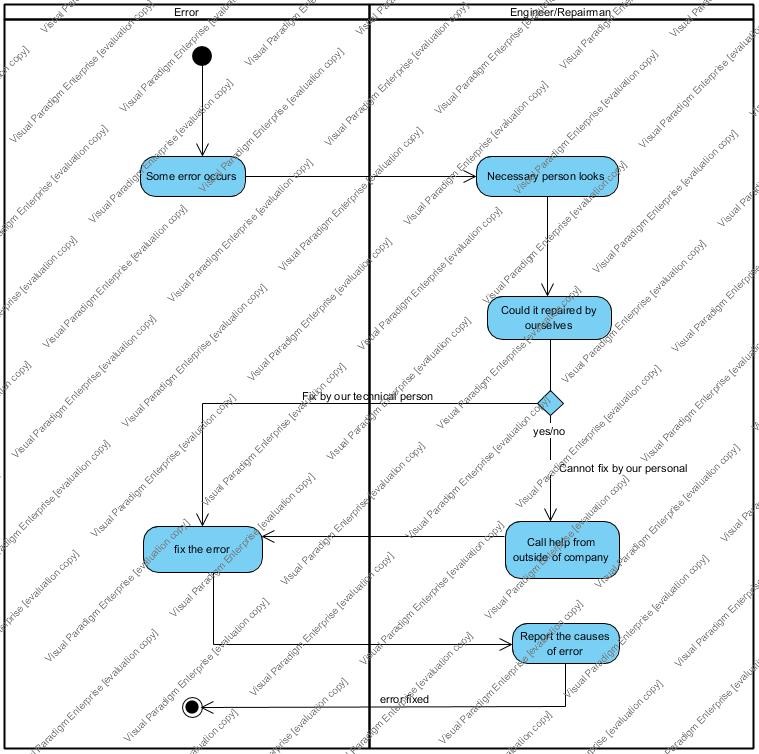 Error
Engineer/Repairman
Some error occurs
Necessary person looks
Could it repaired by
ourselves
Fix by our technical person
yes/no
Cannot fix by our personal
fix the error
Call help from
outside of company
Report the causes
of error
error fixed
Visual Paradigm Enterprise [evaluation copy]